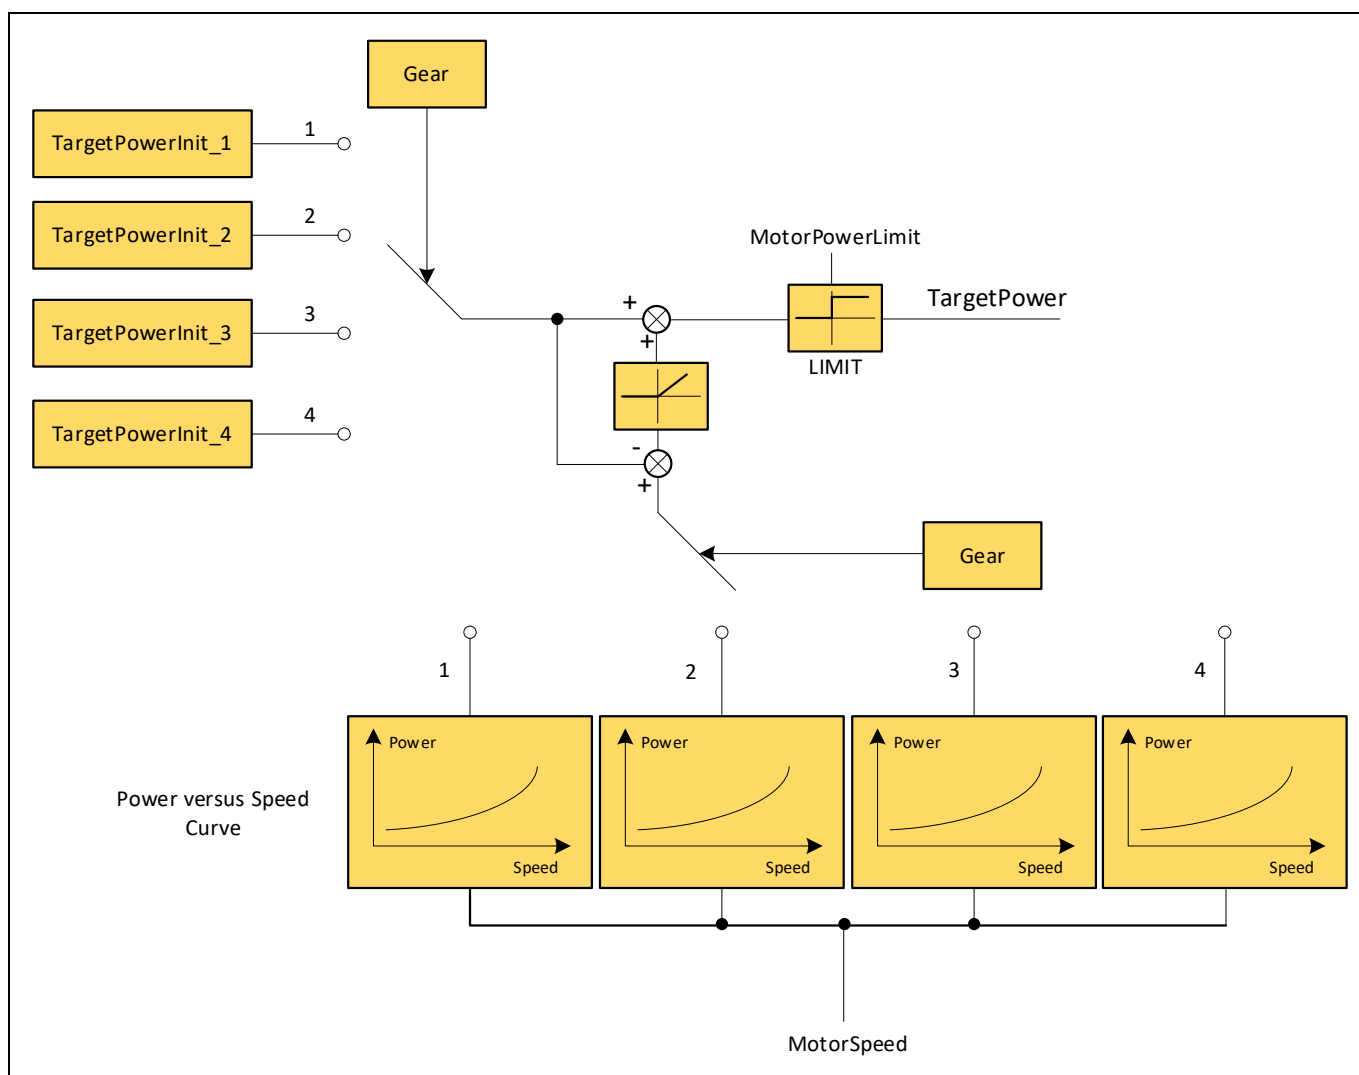 Gear
TargetPowerInit_1
1
TargetPowerInit_2
2
MotorPowerLimit
TargetPowerInit_3
3
+
+
TargetPower
LIMIT
TargetPowerInit_4
4
-
+
Gear
1
2
3
4
Power
Power
Power
Power
Power versus Speed
Curve
Speed
Speed
Speed
Speed
MotorSpeed